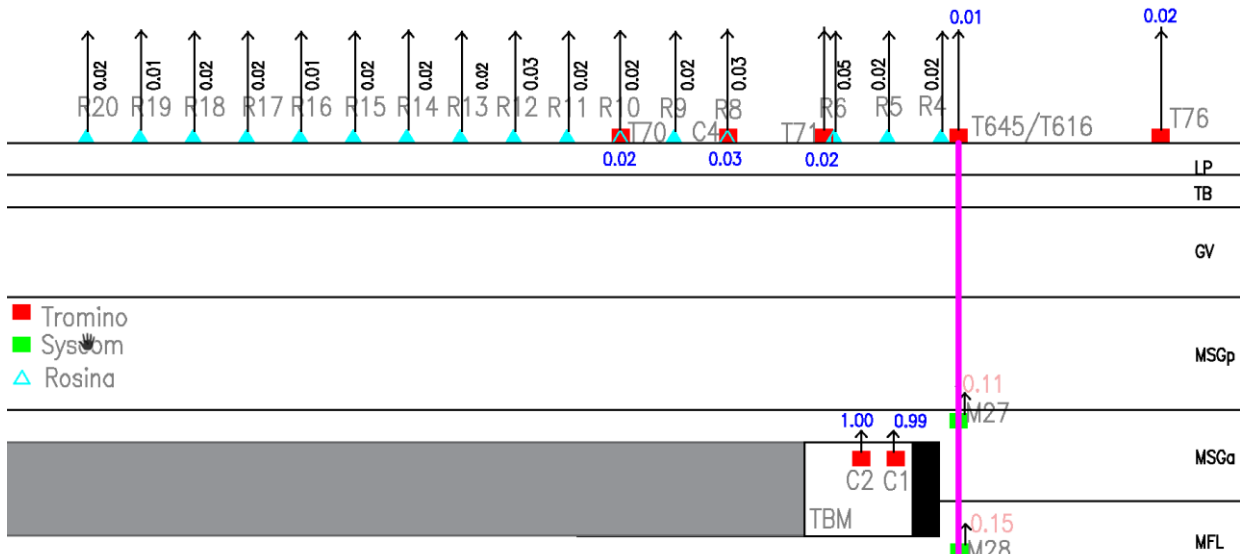 0.01 0.02
0.02 0.01 0.02 0.02 0.01 0.02 0.02 0.02 0.03 0.02 0.02 0.02 0.03 0.05 0.02 0.02
R20 R19 R18 R17 R16 R15 R14 R13 R12 R11 R10 R9 R8 R6 R5 R4 T76
T70 C4 T71 T645/T616
0.02 0.03 0.02
LP
TB
GV
Tromino
Syscom
MSGp
Rosina
0.11
M27
1.00 0.99
MSGa
C2 C1
TBM
0.15
MFL
M28